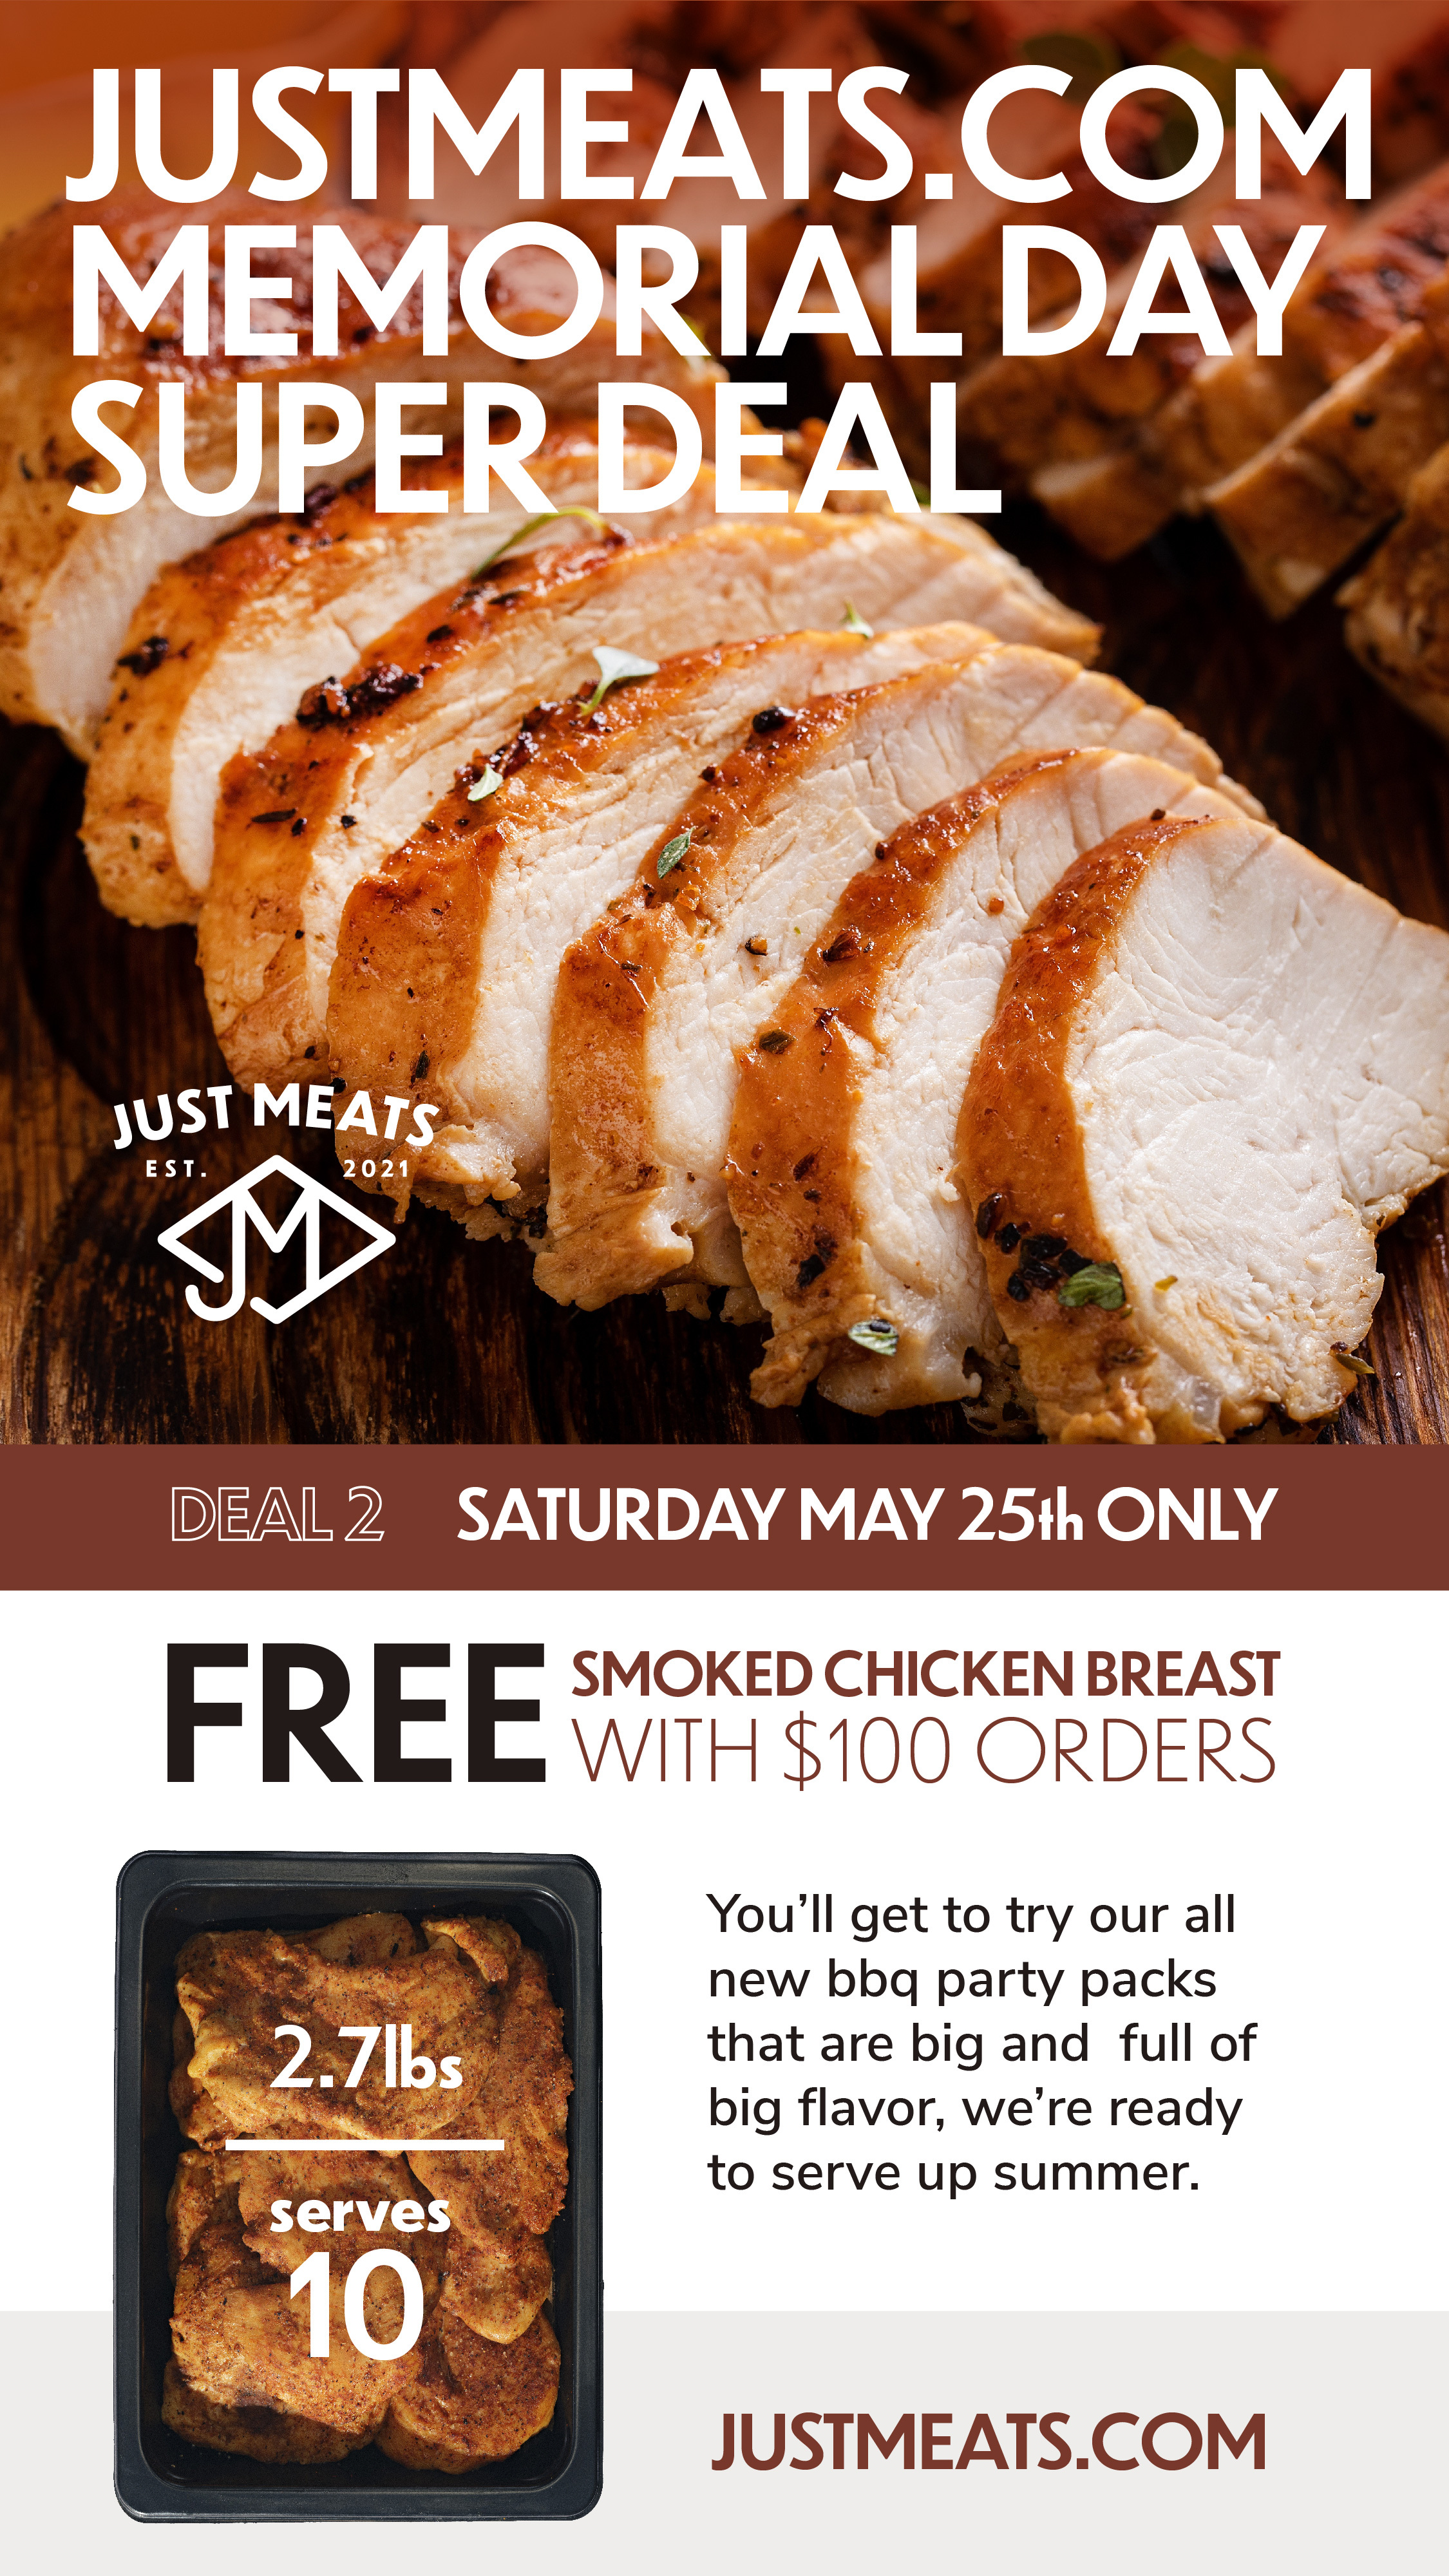 JUSTMEATS.COM
MEMORIAL DAY
SUPER DEAL
JUST MEATS
EST. 2021
JM
DEAL 2 SATURDAY MAY 25th ONLY
FREE SMOKED CHICKEN BREAST
WITH $100 ORDERS
2.7lbs
serves
10
You'll get to try our all
new bbq party packs
that are big and full of
big flavor, we're ready
to serve up summer.
JUSTMEATS.COM